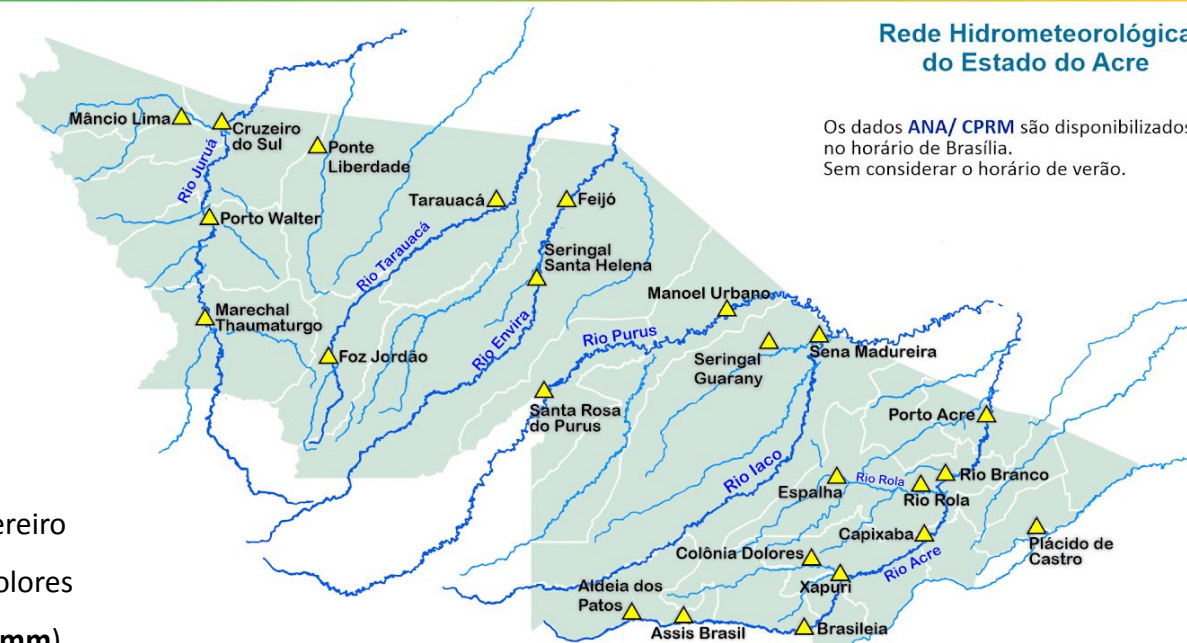 Rede Hidrometeorológica
do Estado do Acre
Os dados ANA/ CPRM são disponibilizados
no horário de Brasília.
Sem considerar o horário de verão.
Mâncio Lima
Cruzeiro
do Sul
Ponte
Liberdade
Rio Juruá
Tarauacá
Feijó
Porto Walter
Rio Tarauacá
Seringal
Santa Helena
Manoel Urbano
Marechal
Thaumaturgo
Rio Envira
Rio Purus
Foz Jordão
Seringal
Guarany
Sena Madureira
Santa Rosa
do Purus
Porto Acre
Rio Iaco
Espalha
Rio Rola
Rio Rola
Rio Branco
Capixaba
Plácido de
Castro
Colônia Dolores
Rio Acre
Xapuri
Aldeia dos
Patos
Assis Brasil
Brasileia
ereiro
olores
mm)